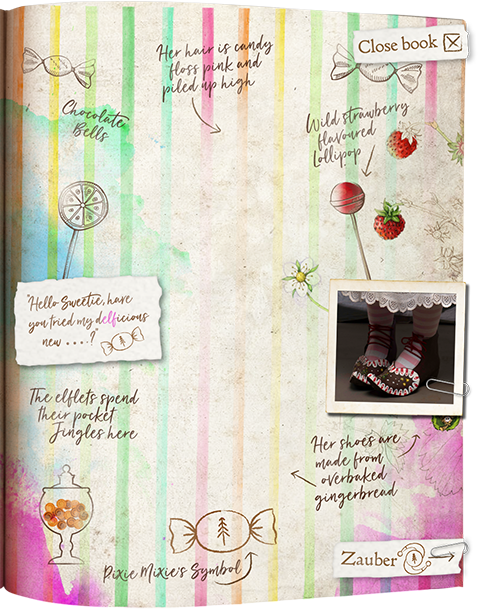 Close book
Her hair is candy
floss pink and
piled up high
Chocolate
Bells
Wild strawberry
flavoured
Lollipop
"Hello Sweetie, have
you tried my delficious
new ....?"
The elflets spend
their pocket
Jingles here
Her shoes are
made from
overbaked
gingerbread
Pixie Mixie's Symbol
Zauber